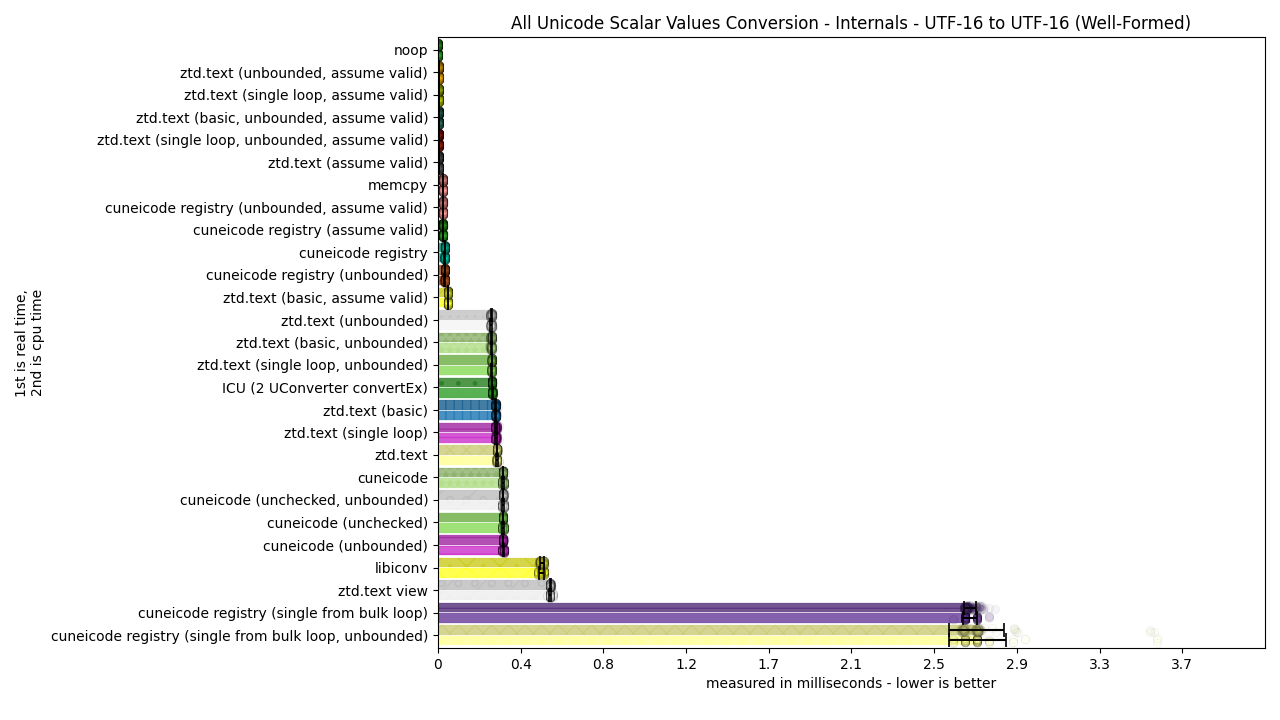 All Unicode Scalar Values Conversion - Internals - UTF-16 to UTF-16 (Well-Formed)
noop
ztd.text (unbounded, assume valid)
ztd.text (single loop, assume valid)
ztd.text (basic, unbounded, assume valid)
ztd.text (single loop, unbounded, assume valid)
ztd.text (assume valid)
memcpy
cuneicode registry (unbounded, assume valid)
cuneicode registry (assume valid)
cuneicode registry
cuneicode registry (unbounded)
ztd.text (basic, assume valid)
ztd.text (unbounded)
ztd.text (basic, unbounded)
ztd.text (single loop, unbounded)
ICU (2 UConverter convertEx)
ztd.text (basic)
ztd.text (single loop)
ztd.text
cuneicode
cuneicode (unchecked, unbounded)
cuneicode (unchecked)
cuneicode (unbounded)
libiconv
ztd.text view
cuneicode registry (single from bulk loop)
cuneicode registry (single from bulk loop, unbounded)
1st is real time,
2nd is cpu time
0 0.4 0.8 1.2 1.7 2.1 2.5 2.9 3.3 3.7
measured in milliseconds - lower is better